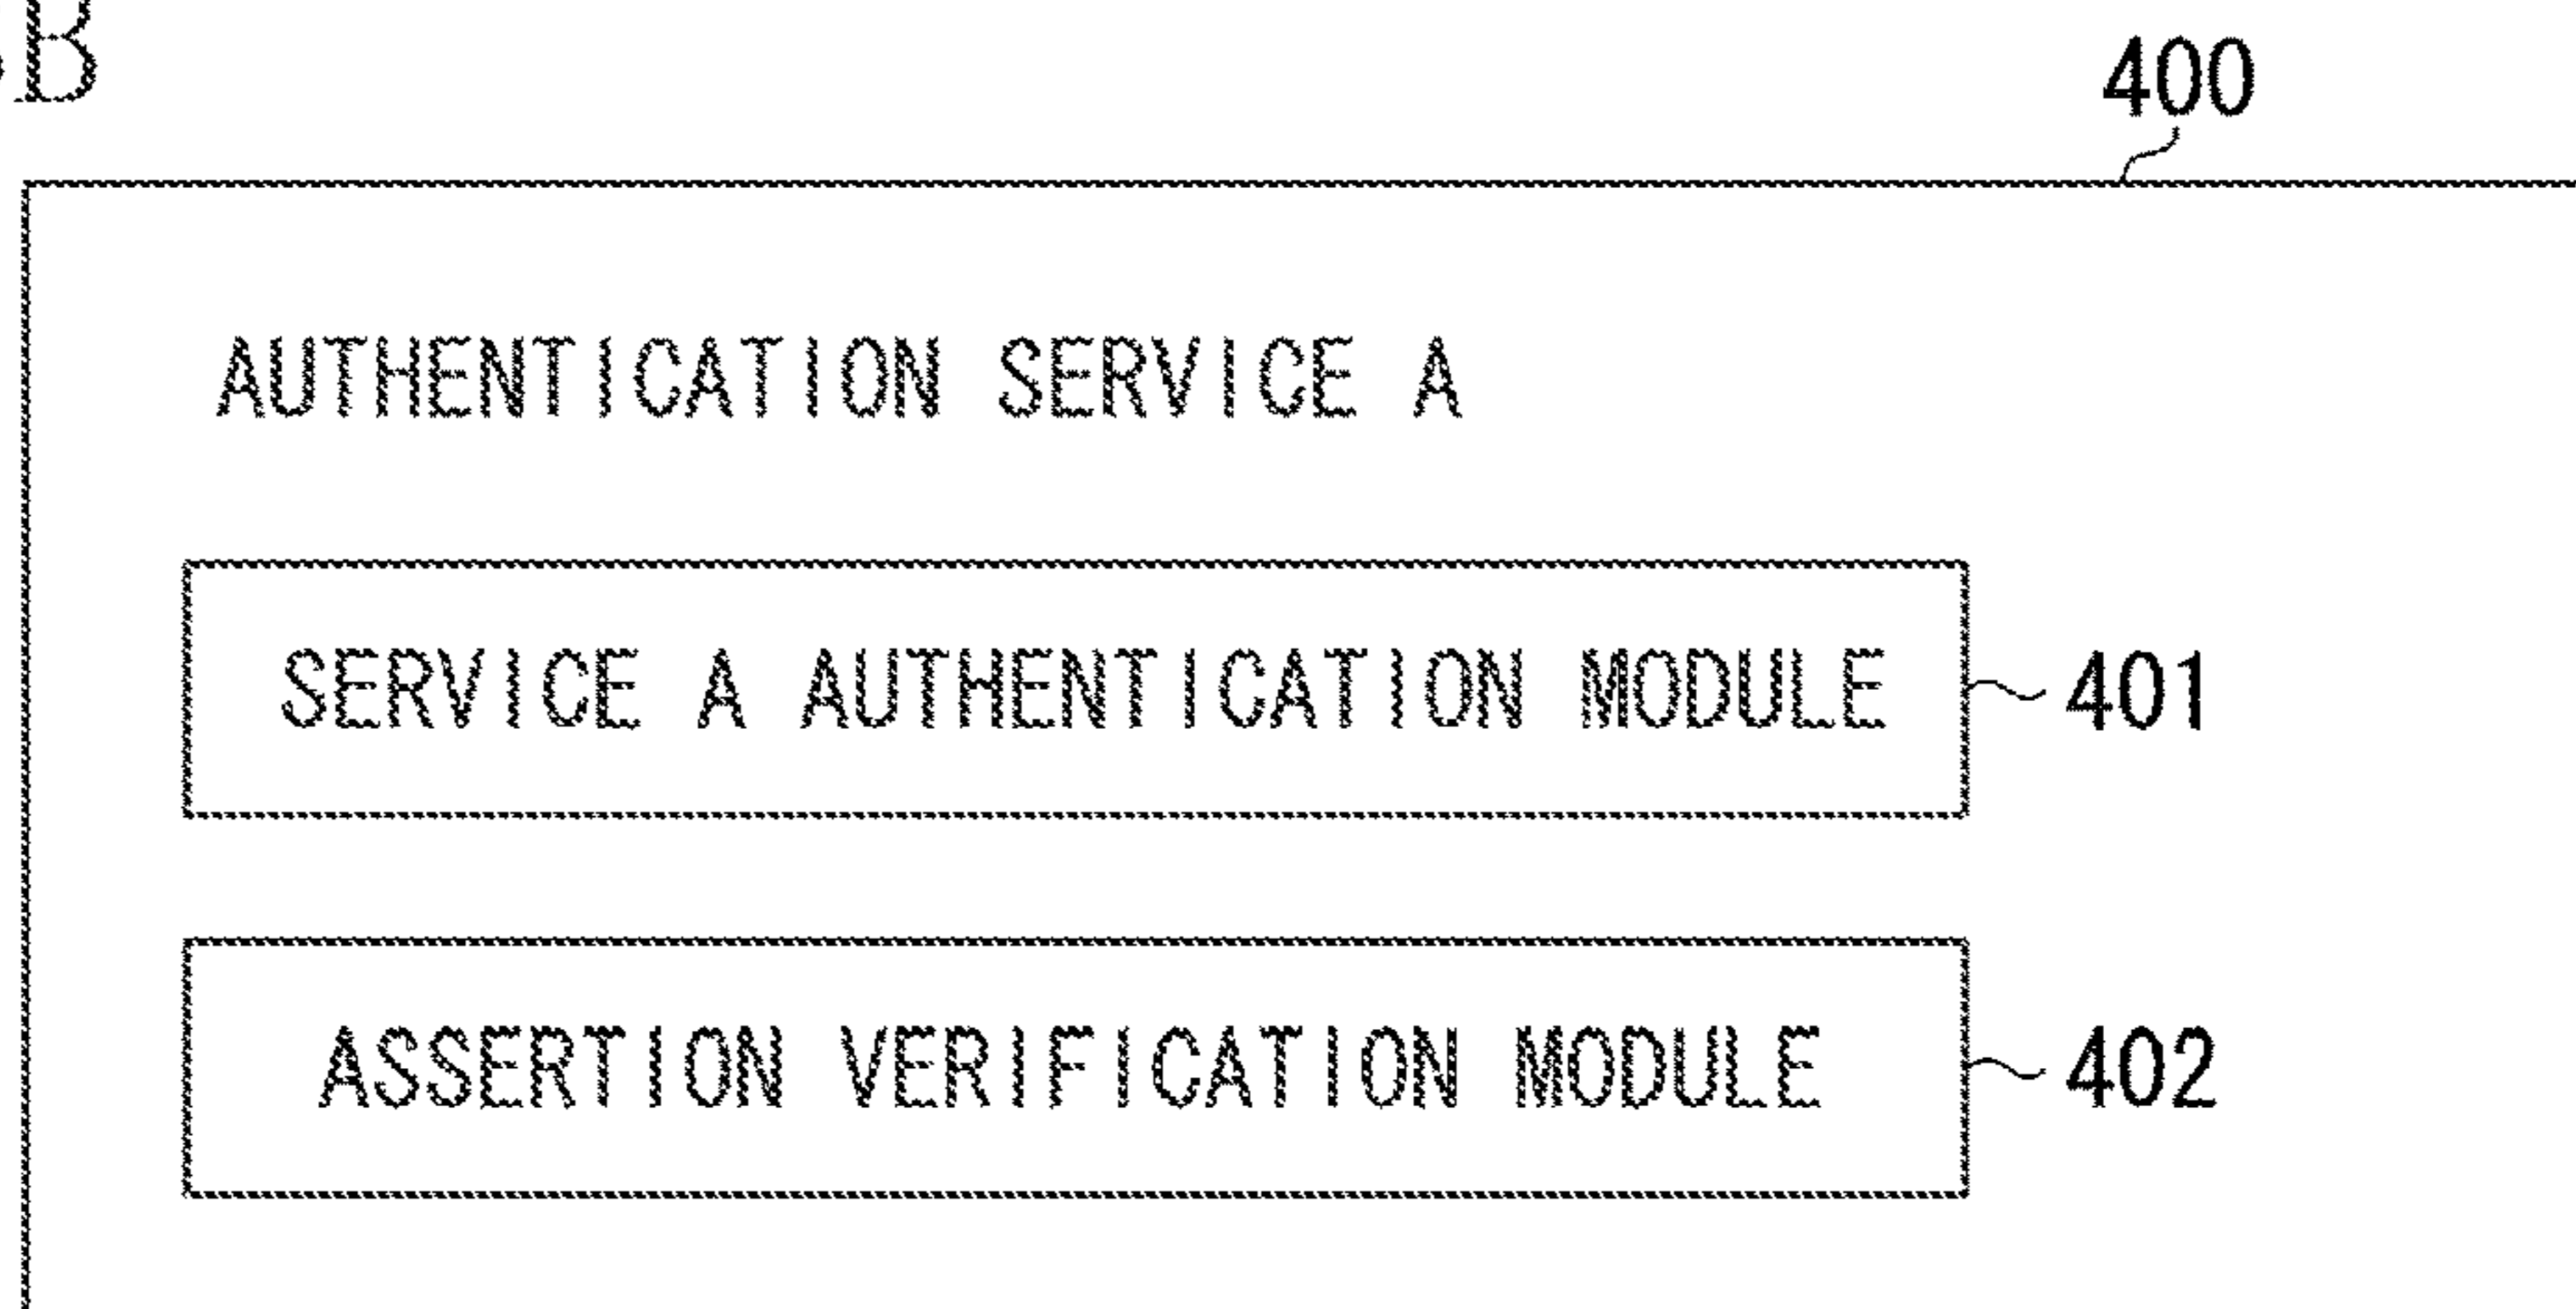 B
400
AUTHENTICATION SERVICE A
SERVICE A AUTHENTICATION MODULE
401
ASSERTION VERIFICATION MODULE
402